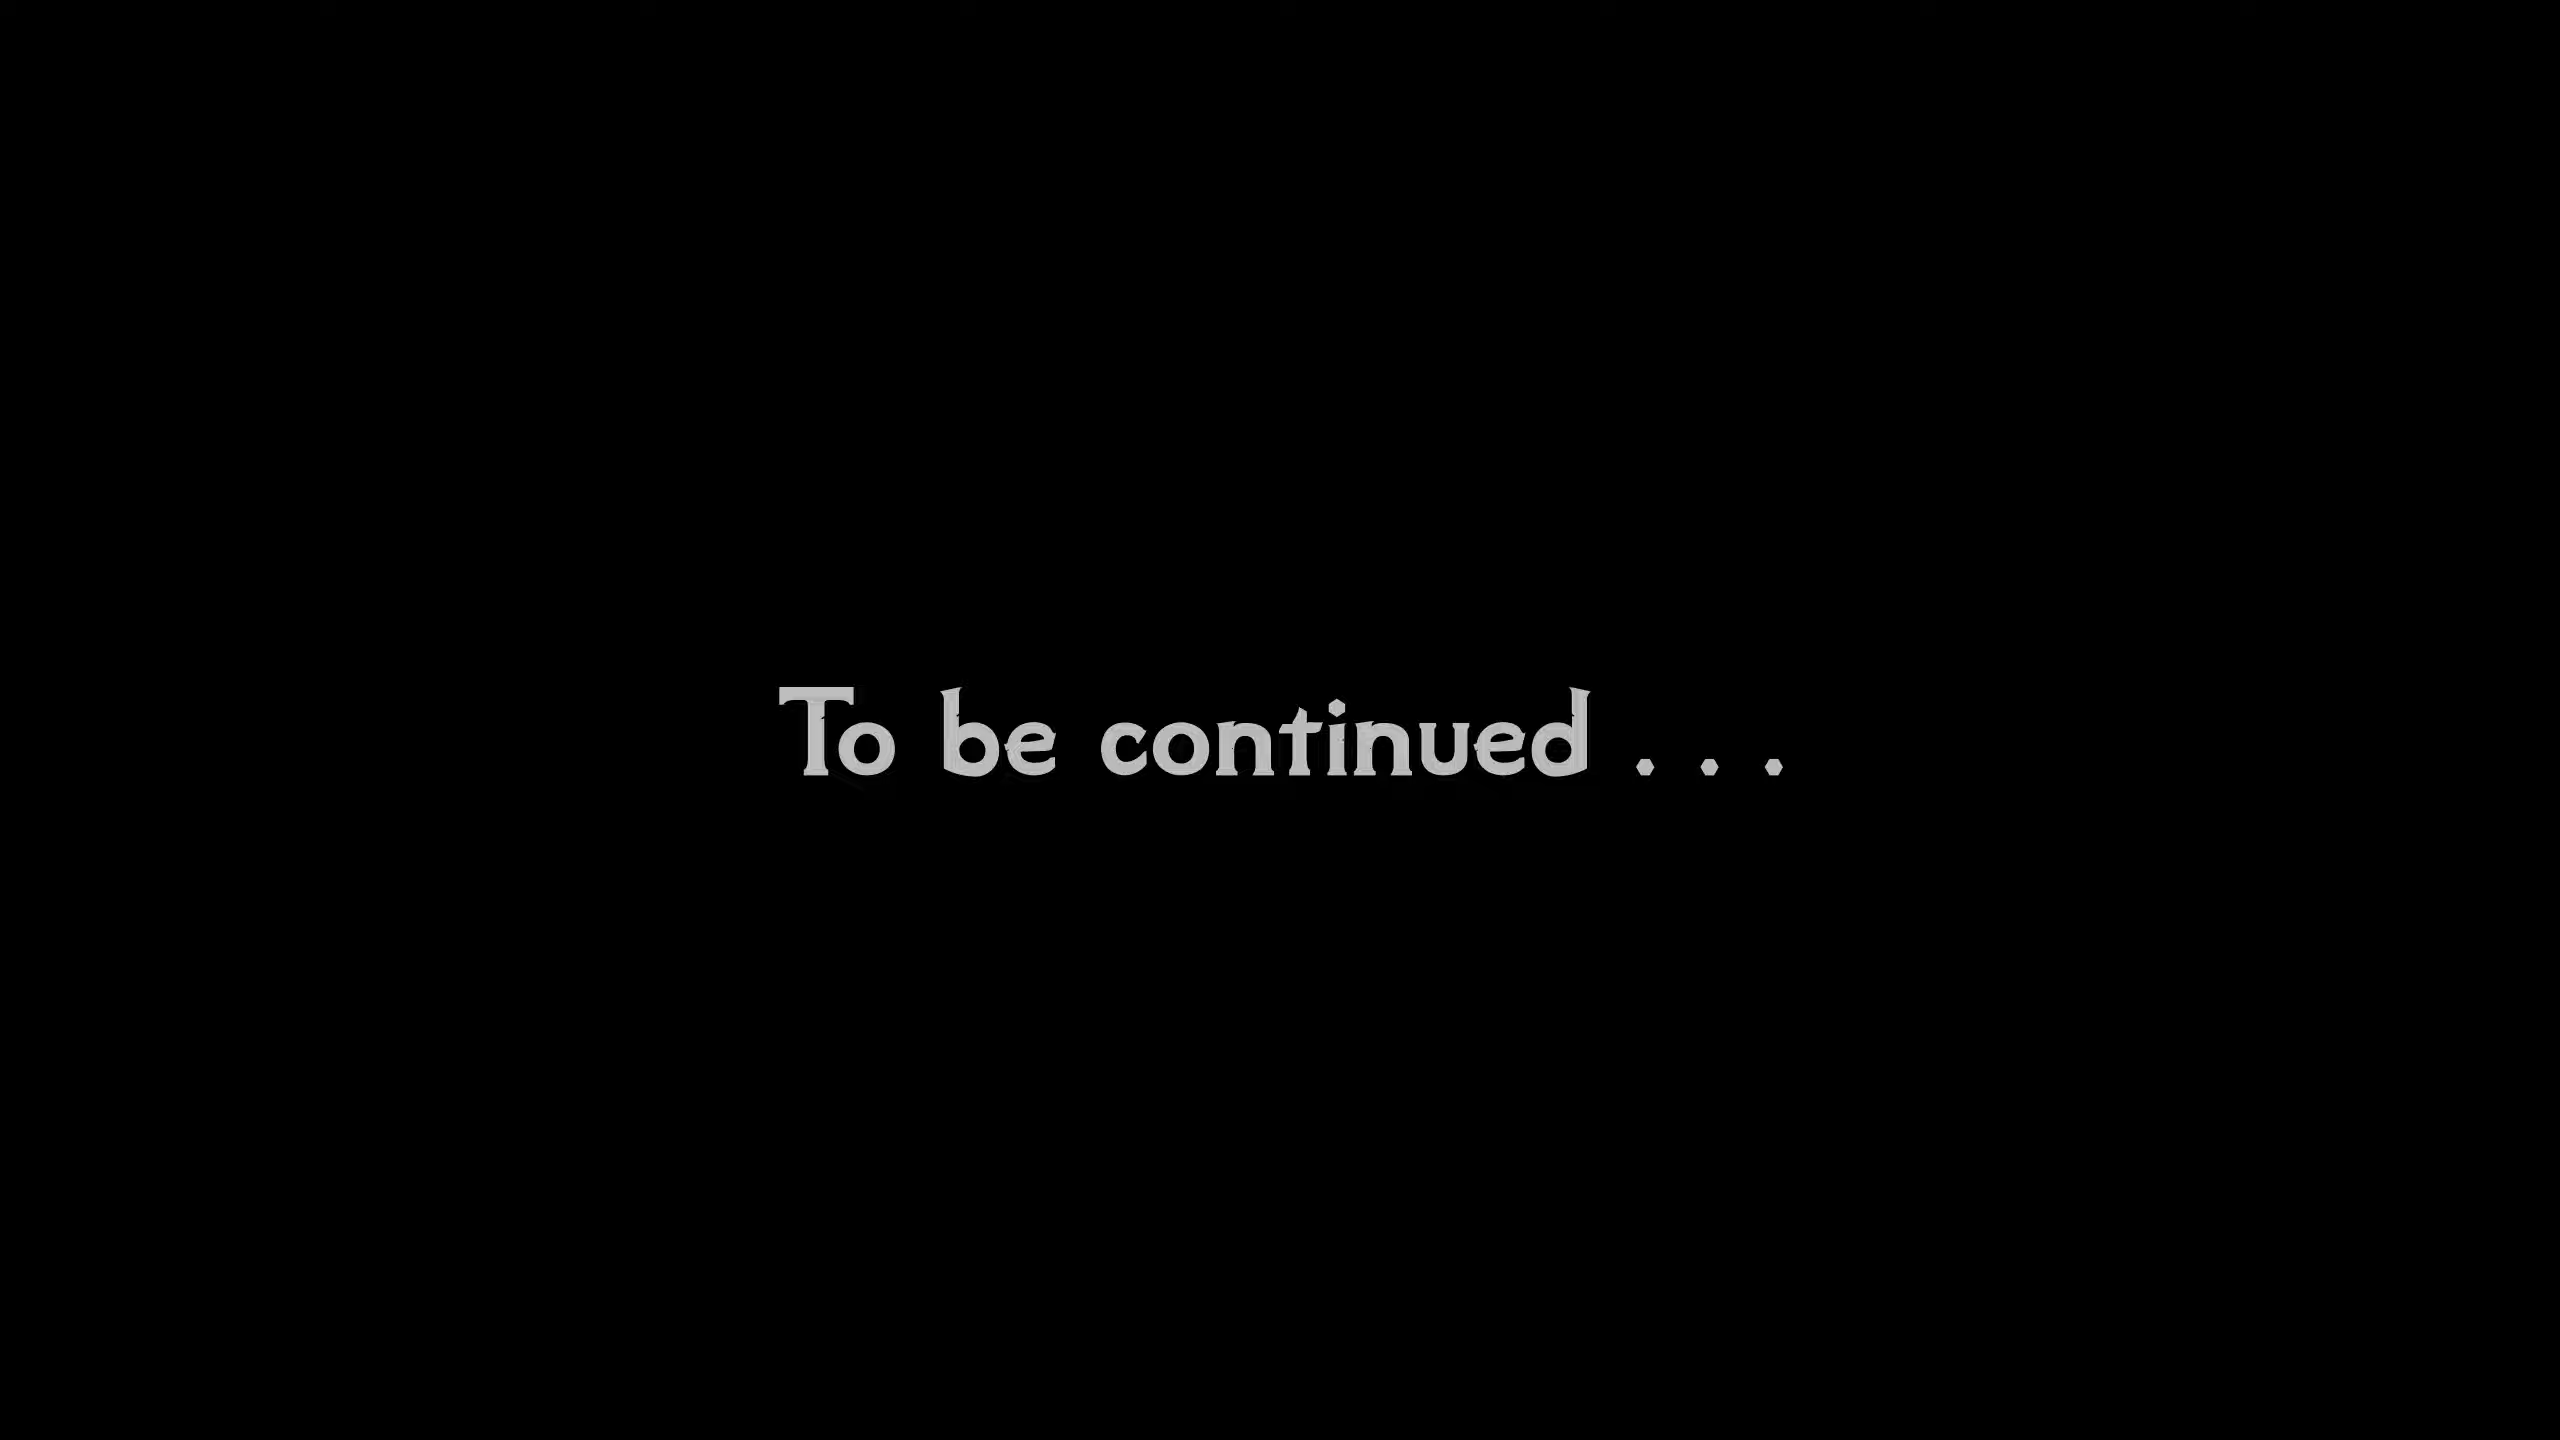 To be continued . . .